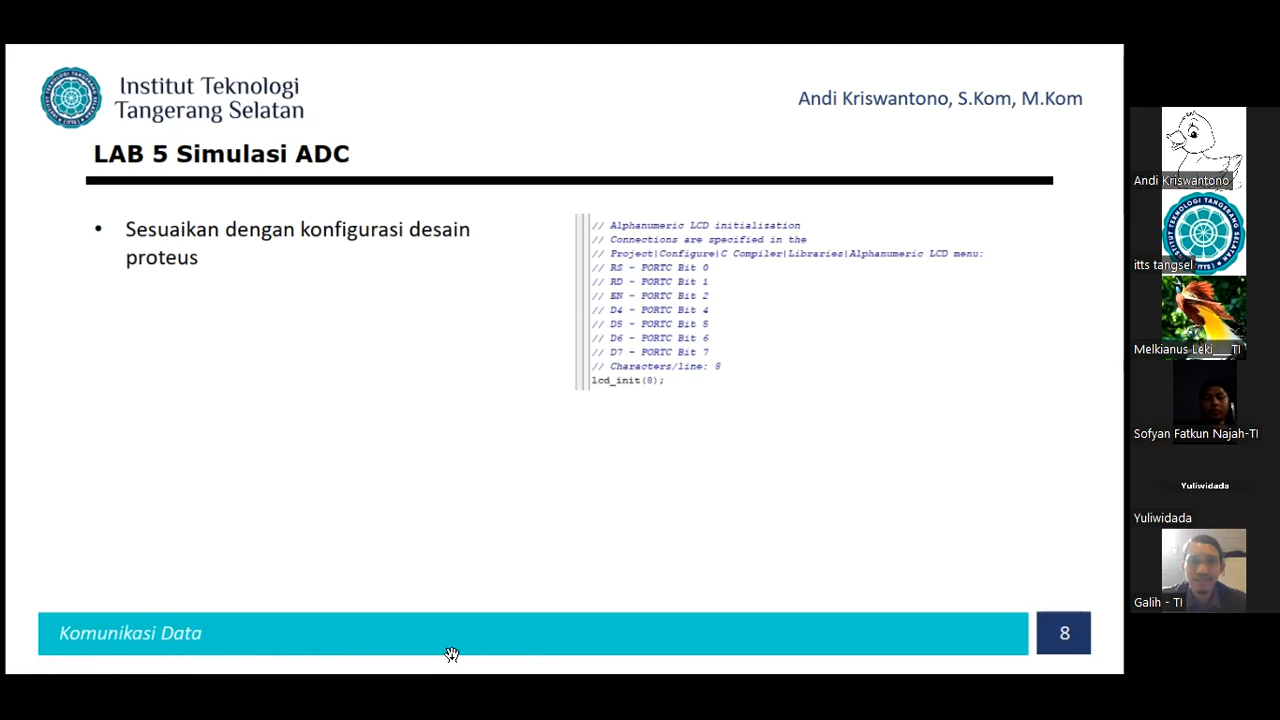 Institut Teknologi
Tangerang Selatan
Andi Kriswantono, S.Kom, M.Kom
LAB 5 Simulasi ADC
• Sesuaikan dengan konfigurasi desain
proteus
// Alphanumeric LCD initialization
// Connections are specified in the
// Project|Configure|C Compiler|Libraries|Alphanumeric LCD menu:
// RS - PORTC Bit 0
// RD - PORTC Bit 1
// EN - PORTC Bit 2
// D4 - PORTC Bit 4
// D5 - PORTC Bit 5
// D6 - PORTC Bit 6
// D7 - PORTC Bit 7
// Characters/line: 8
lcd_init(8);
Komunikasi Data
8
Andi Kriswantono
itts tangsel
Melkianus Leki___TI
Sofyan Fatkun Najah-TI
Yuliwidada
Yuliwidada
Galih - TI